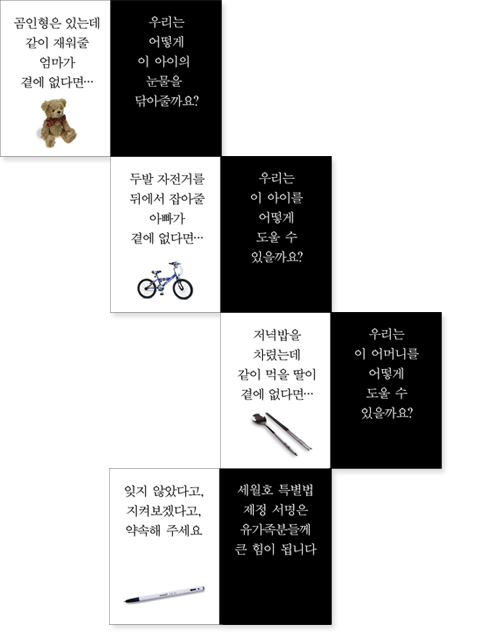 곰인형은 있는데
같이 재워줄
엄마가
곁에 없다면…
우리는
어떻게
이 아이의
눈물을
닦아줄까요?
두발 자전거를
뒤에서 잡아줄
아빠가
곁에 없다면…
우리는
이 아이를
어떻게
도울 수
있을까요?
저녁밥을
차렸는데
같이 먹을 딸이
곁에 없다면…
우리는
이 어머니를
어떻게
도울 수
있을까요?
잊지 않았다고,
지켜보겠다고,
약속해 주세요
세월호 특별법
제정 서명은
유가족분들께
큰 힘이 됩니다